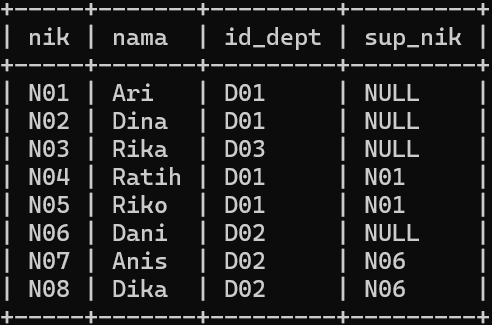 +-----+-------+---------+---------+
| nik | nama | id_dept | sup_nik |
+-----+-------+---------+---------+
| N01 | Ari | D01 | NULL |
| N02 | Dina | D01 | NULL |
| N03 | Rika | D03 | NULL |
| N04 | Ratih | D01 | N01 |
| N05 | Riko | D01 | N01 |
| N06 | Dani | D02 | NULL |
| N07 | Anis | D02 | N06 |
| N08 | Dika | D02 | N06 |
+-----+-------+---------+---------+